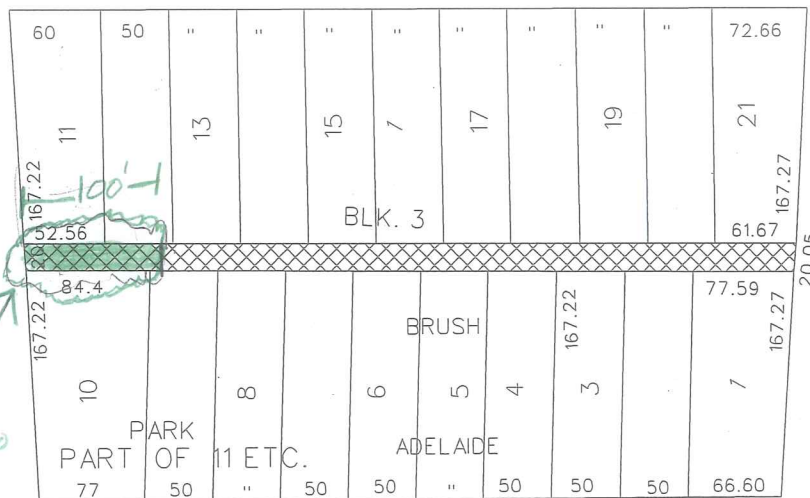 60 50 " " " " " " " 72.66
11 13 15 1 17 19 21
167.22 167.27
100'
BLK. 3
52.56 61.67
20. 20.05
84.4 77.59
167.22 167.22 167.27
BRUSH
10 8 6 5 4 3 1
PARK
ADELAIDE
PART OF 11 ETC.
77 50 " 50 50 " 50 50 50 66.60